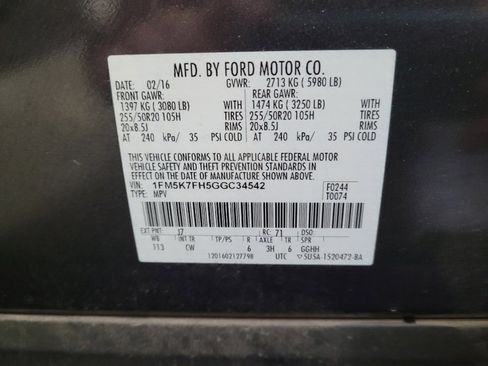 MFD. BY FORD MOTOR CO.
DATE: 02/16 GVWR: 2713 KG ( 5980 LB)
FRONT GAWR: REAR GAWR:
1397 KG ( 3080 LB) WITH 1474 KG ( 3250 LB) WITH
255/50R20 105H TIRES 255/50R20 105H TIRES
20x8.5J RIMS 20x8.5J RIMS
AT 240 kPa/ 35 PSI COLD AT 240 kPa/ 35 PSI COLD
THIS VEHICLE CONFORMS TO ALL APPLICABLE FEDERAL MOTOR
VEHICLE SAFETY AND THEFT PREVENTION STANDARDS IN EFFECT ON
THE DATE OF MANUFACTURE SHOWN ABOVE.
VIN: 1FM5K7FH5GGC34542 F0244
TYPE: MPV T0074
EXT PNT: J7 RC: 71 DSO:
WB INT TR TP/PS R AXLE TR SPR
113 CW 6 3H 6 GGHH
1201602127798 UTC ▽5USA-1520472-BA